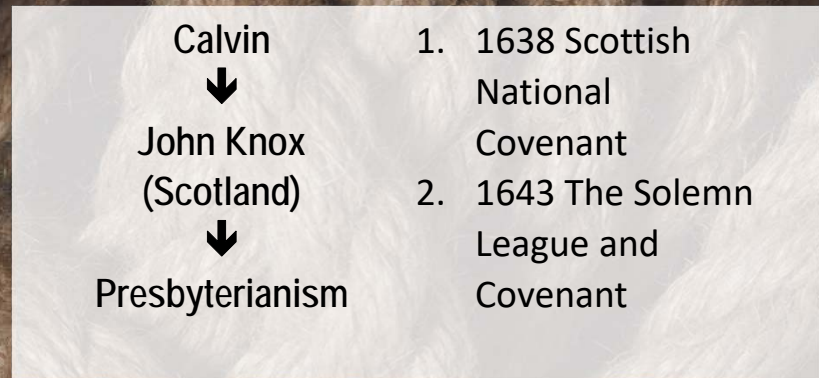 Calvin
↓
John Knox
(Scotland)
↓
Presbyterianism
1. 1638 Scottish
National
Covenant
2. 1643 The Solemn
League and
Covenant